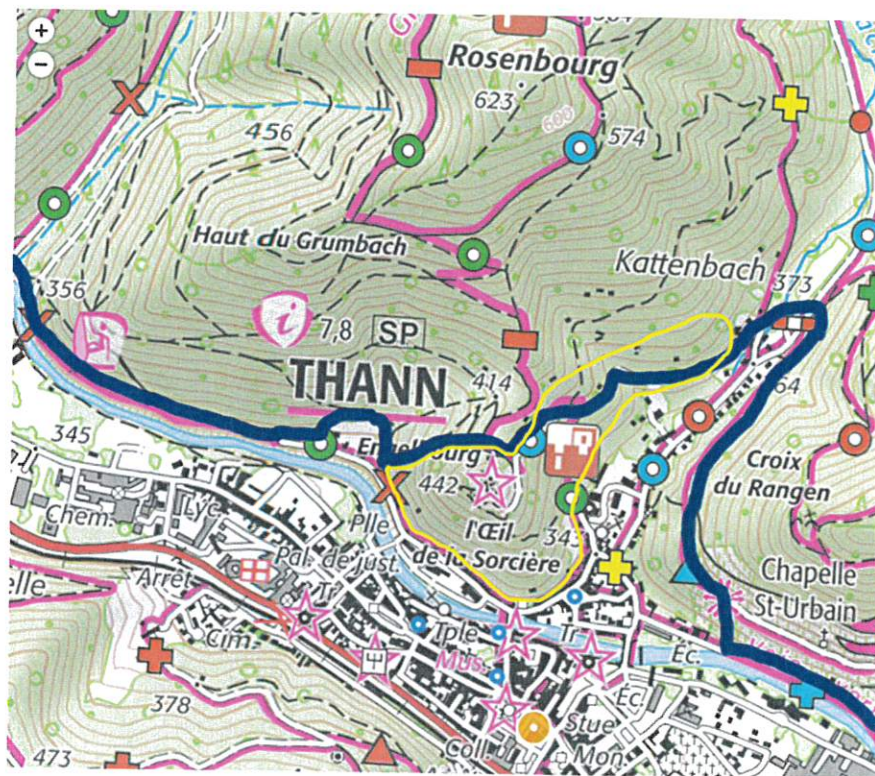 +
−
Rosenbourg
623
600
574
456
Haut du Grumbach
Kattenbach
373
356
i
7,8
SP
THANN
414
345
442
l'Œil
de la Sorcière
Croix
du Rangen
Chem.
Lyc.
Plle
Pal. de just.
Arrêt
Tr
Cim.
Chapelle
St-Urbain
Tple
Tr
Mus.
Éc.
Éc.
378
Stue
Mon.
Coll.
473